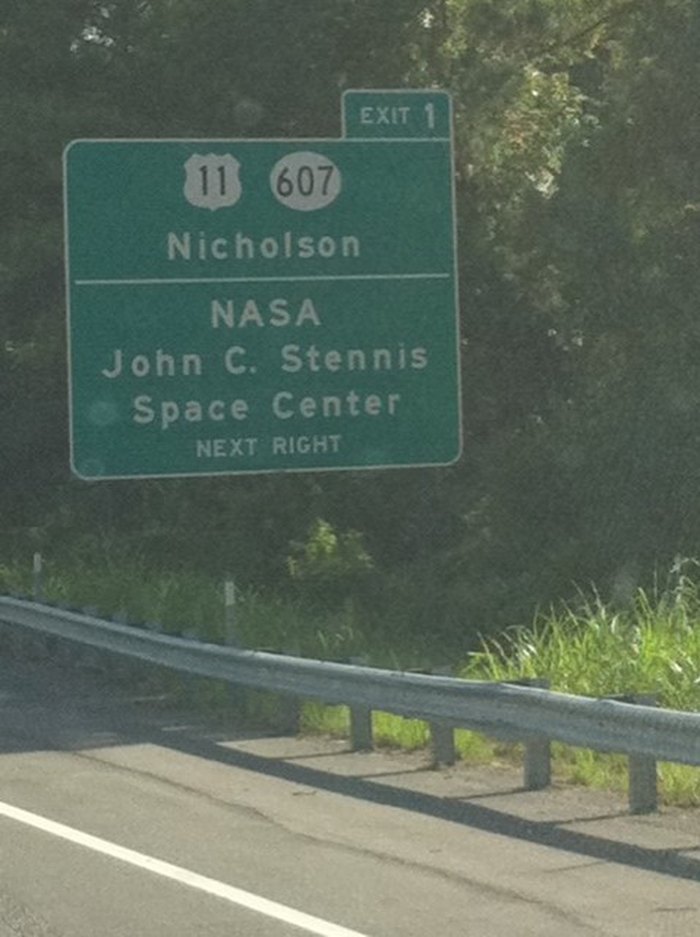 EXIT 1
11 607
Nicholson
NASA
John C. Stennis
Space Center
NEXT RIGHT